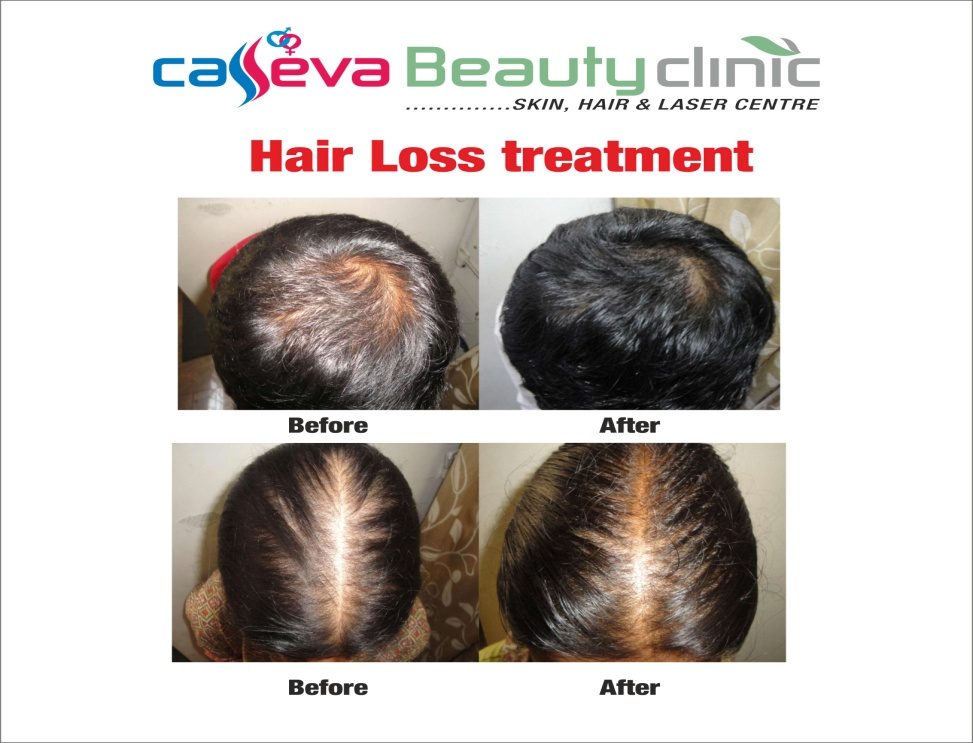 casseva Beauty clinic
..............SKIN, HAIR & LASER CENTRE
Hair Loss treatment
Before After
Before After